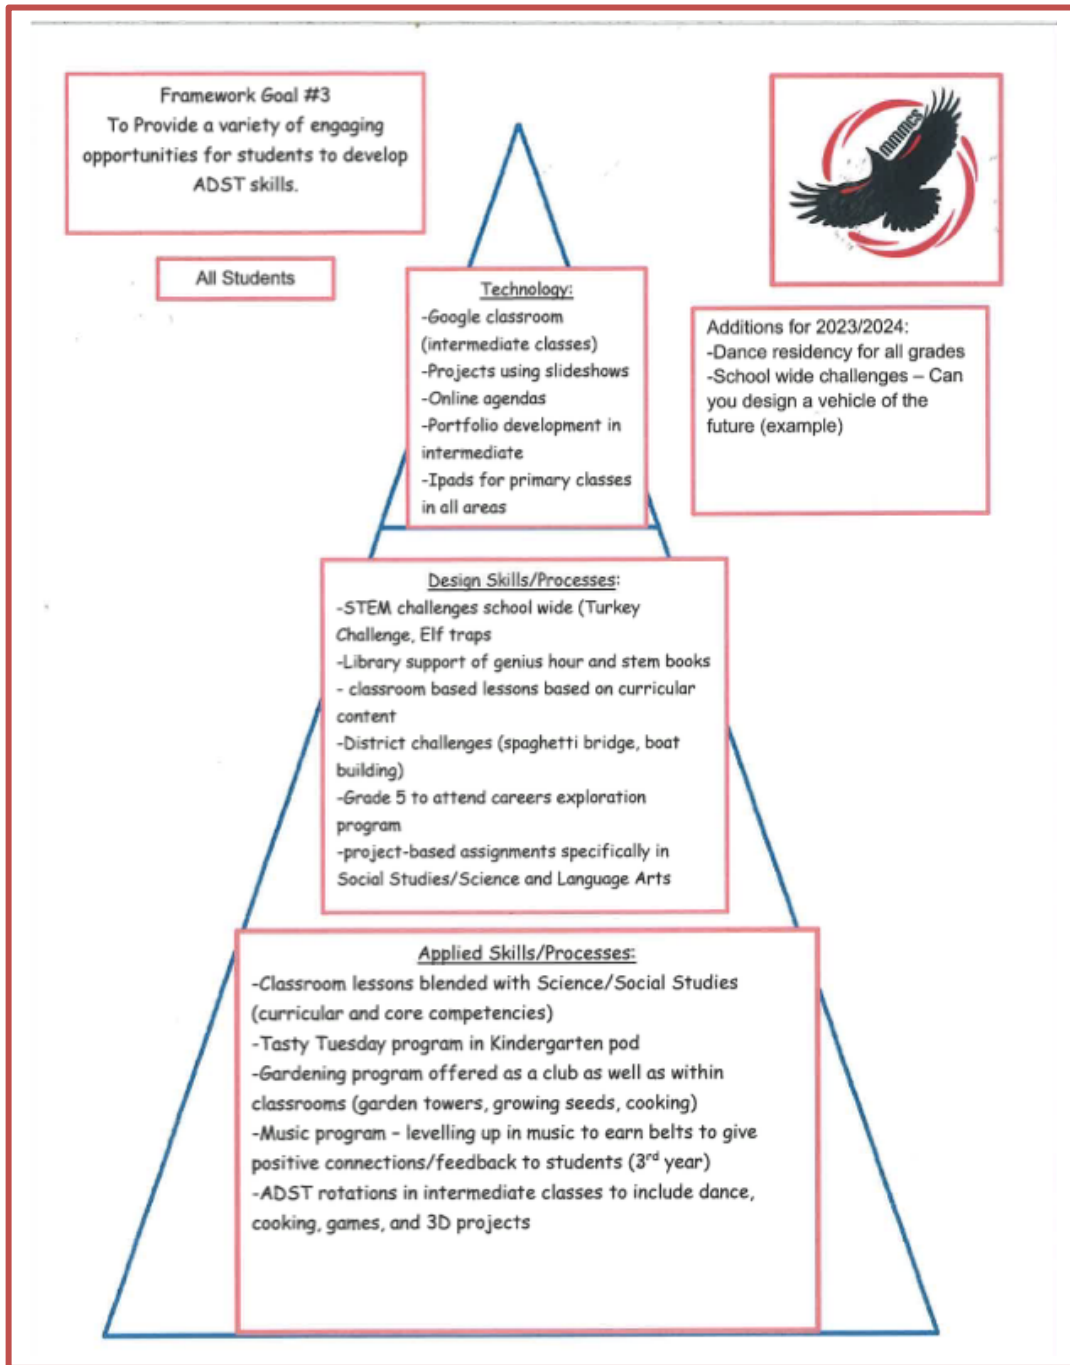 Framework Goal #3
To Provide a variety of engaging
opportunities for students to develop
ADST skills.
mmmcs
All Students
Technology:
-Google classroom
(intermediate classes)
-Projects using slideshows
-Online agendas
-Portfolio development in
intermediate
-Ipads for primary classes
in all areas
Additions for 2023/2024:
-Dance residency for all grades
-School wide challenges – Can
you design a vehicle of the
future (example)
Design Skills/Processes:
-STEM challenges school wide (Turkey
Challenge, Elf traps
-Library support of genius hour and stem books
- classroom based lessons based on curricular
content
-District challenges (spaghetti bridge, boat
building)
-Grade 5 to attend careers exploration
program
-project-based assignments specifically in
Social Studies/Science and Language Arts
Applied Skills/Processes:
-Classroom lessons blended with Science/Social Studies
(curricular and core competencies)
-Tasty Tuesday program in Kindergarten pod
-Gardening program offered as a club as well as within
classrooms (garden towers, growing seeds, cooking)
-Music program – levelling up in music to earn belts to give
positive connections/feedback to students (3rd year)
-ADST rotations in intermediate classes to include dance,
cooking, games, and 3D projects